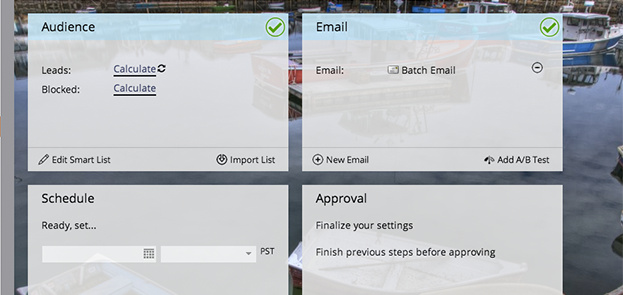 Audience
Leads: Calculate
Blocked: Calculate
Edit Smart List Import List
Email
Email: Batch Email
New Email Add A/B Test
Schedule
Ready, set...
PST
Approval
Finalize your settings
Finish previous steps before approving